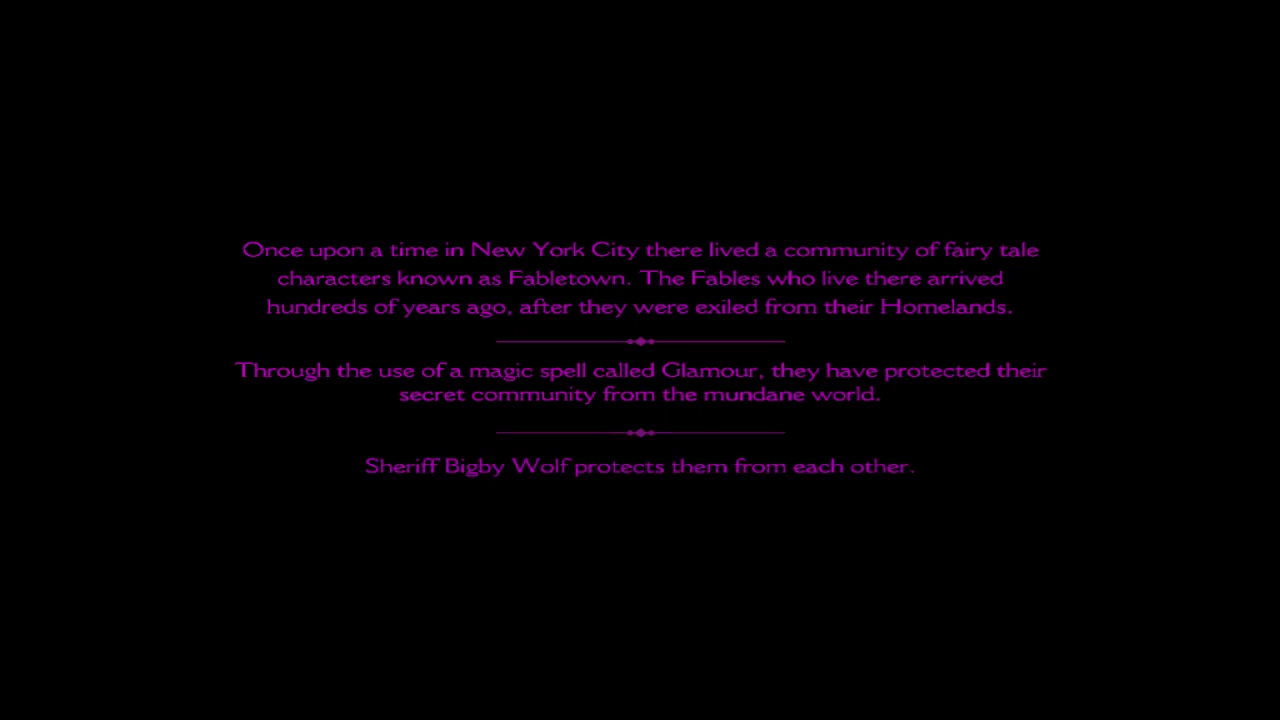 Once upon a time in New York City there lived a community of fairy tale
characters known as Fabletown. The Fables who live there arrived
hundreds of years ago, after they were exiled from their Homelands.
Through the use of a magic spell called Glamour, they have protected their
secret community from the mundane world.
Sheriff Bigby Wolf protects them from each other.